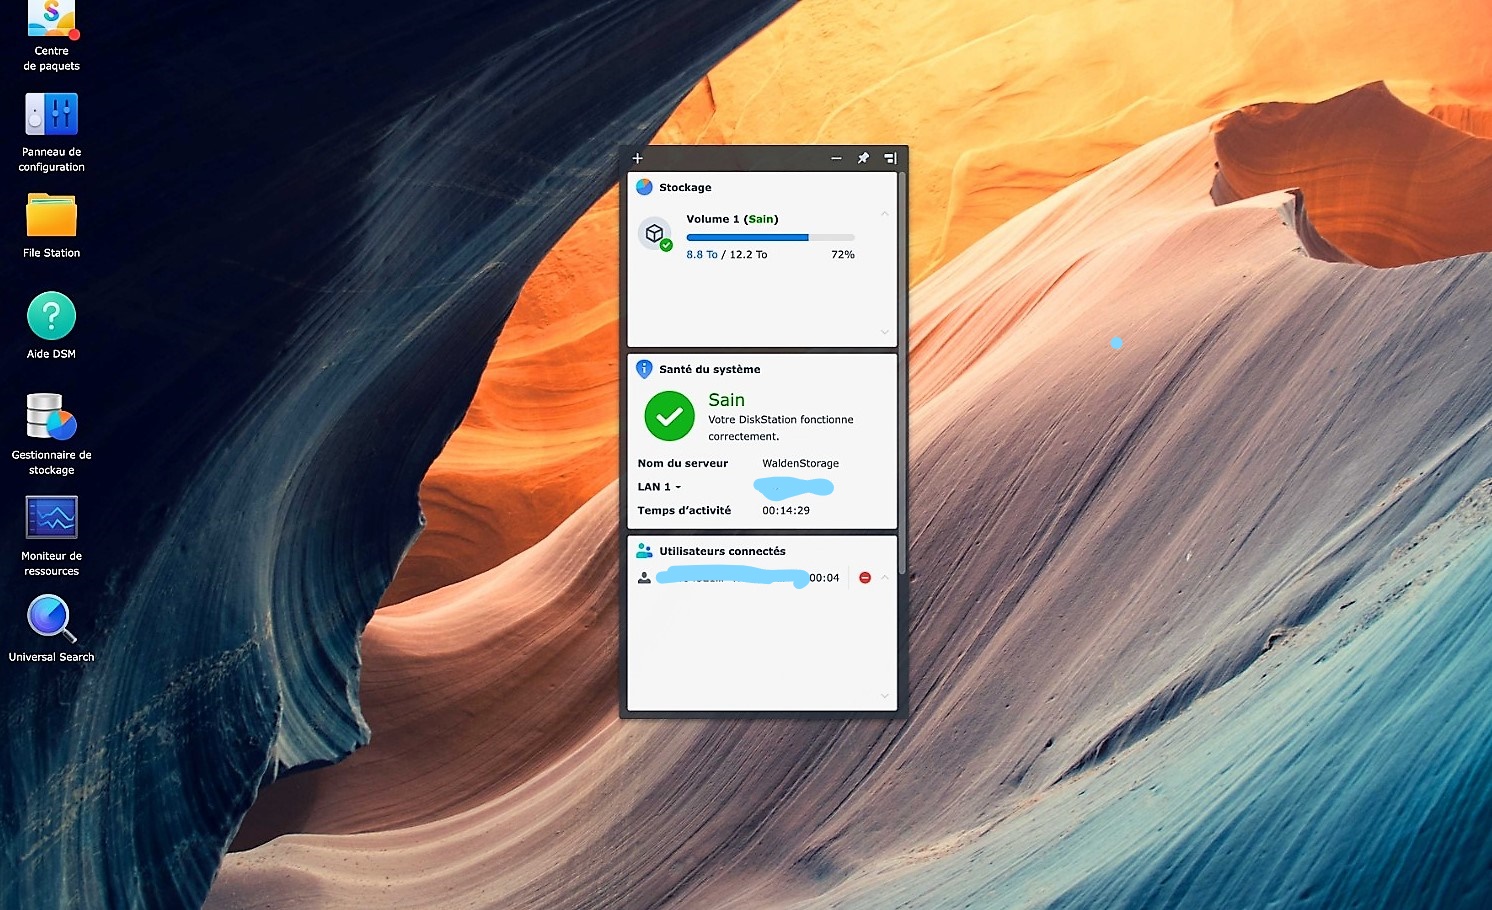 Centre
de paquets
Panneau de
configuration
File Station
Aide DSM
Gestionnaire de
stockage
Moniteur de
ressources
Universal Search
Stockage
Volume 1 (Sain)
8.8 To / 12.2 To 72%
Santé du système
Sain
Votre DiskStation fonctionne
correctement.
Nom du serveur WaldenStorage
LAN 1
Temps d’activité 00:14:29
Utilisateurs connectés
00:04